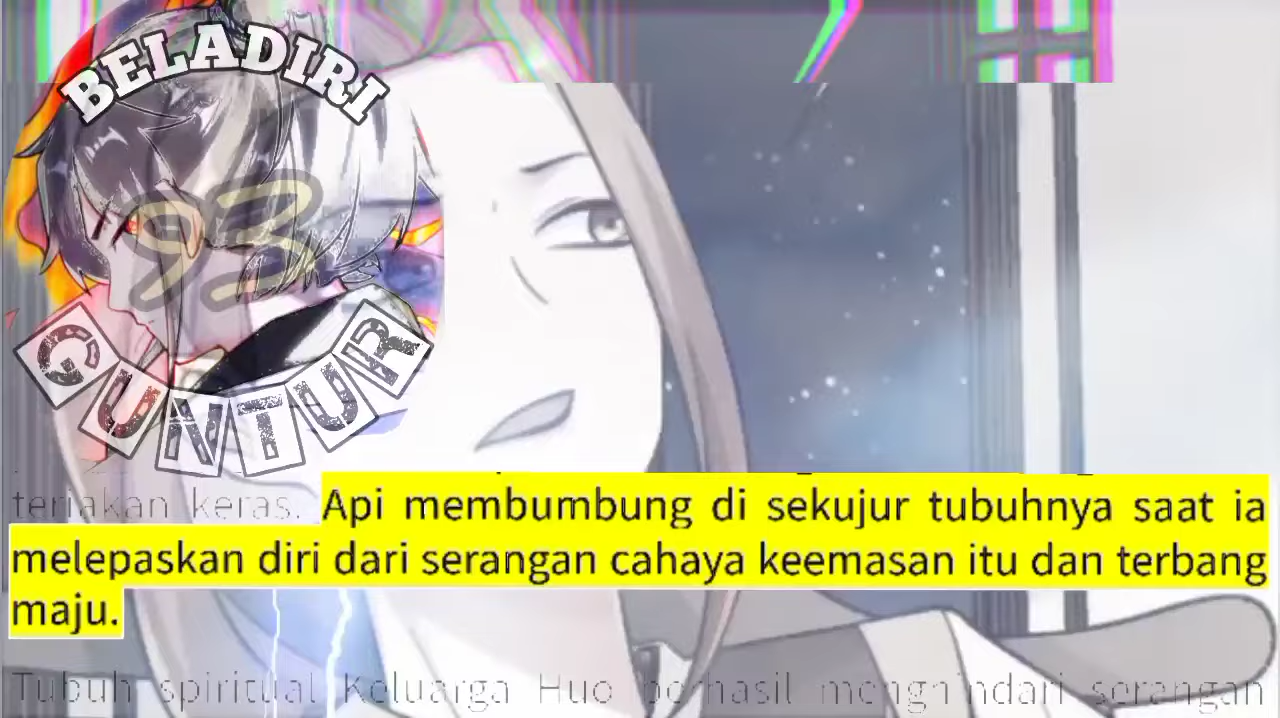 BELADIRI
93
GUNTUR
teriakan keras. Api membumbung di sekujur tubuhnya saat ia
melepaskan diri dari serangan cahaya keemasan itu dan terbang
maju.
Tubuh spiritual Keluarga Huo berhasil menghindari serangan